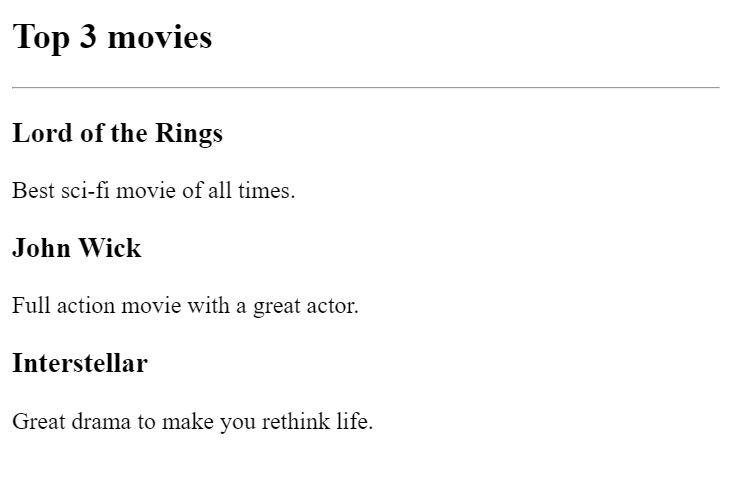 Top 3 movies
Lord of the Rings
Best sci-fi movie of all times.
John Wick
Full action movie with a great actor.
Interstellar
Great drama to make you rethink life.